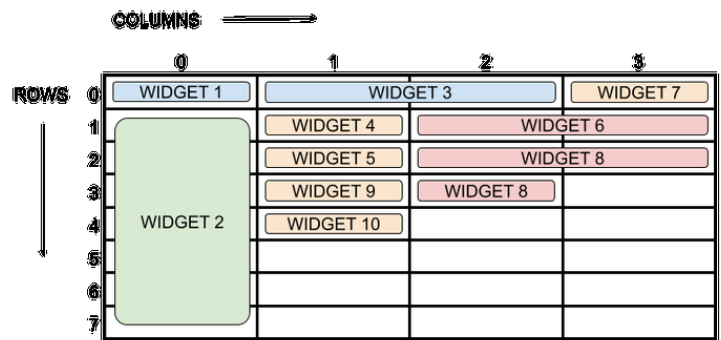 COLUMNS
0 1 2 3
ROWS 0 WIDGET 1 WIDGET 3 WIDGET 7
1 WIDGET 4 WIDGET 6
2 WIDGET 5 WIDGET 8
3 WIDGET 9 WIDGET 8
4 WIDGET 2 WIDGET 10
5
6
7